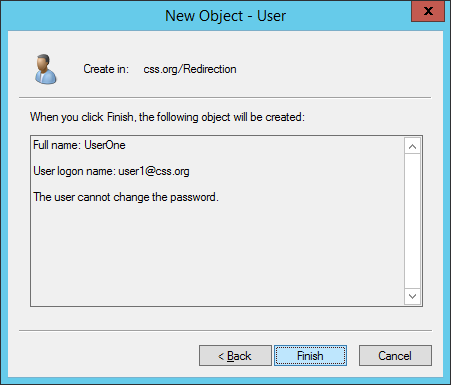 New Object - User
x
Create in: css.org/Redirection
When you click Finish, the following object will be created:
Full name: UserOne
User logon name: user1@css.org
The user cannot change the password.
< Back Finish Cancel